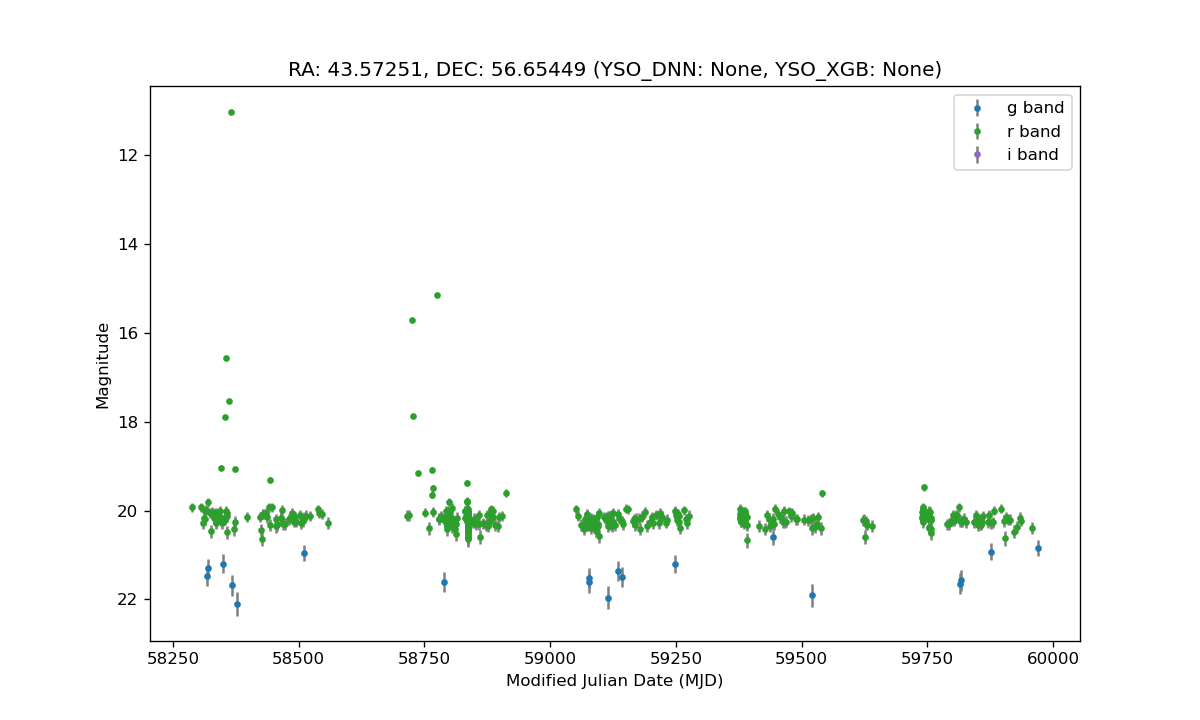 RA: 43.57251, DEC: 56.65449 (YSO_DNN: None, YSO_XGB: None)
g band
r band
i band
12
14
16
18
20
22
Magnitude
58250 58500 58750 59000 59250 59500 59750 60000
Modified Julian Date (MJD)